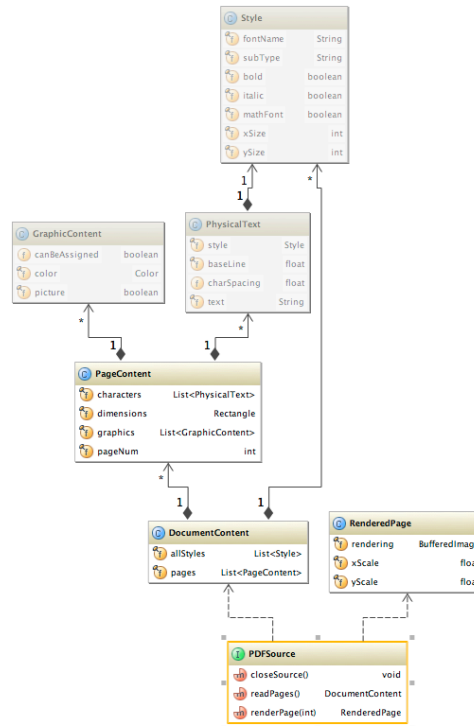 Style
fontName String
subType String
bold boolean
italic boolean
mathFont boolean
xSize int
ySize int
1 *
1
GraphicContent
canBeAssigned boolean
color Color
picture boolean
PhysicalText
style Style
baseLine float
charSpacing float
text String
* *
1 1
PageContent
characters List<PhysicalText>
dimensions Rectangle
graphics List<GraphicContent>
pageNum int
*
1 1
DocumentContent
allStyles List<Style>
pages List<PageContent>
RenderedPage
rendering BufferedImag
xScale floa
yScale floa
PDFSource
closeSource() void
readPages() DocumentContent
renderPage(int) RenderedPage